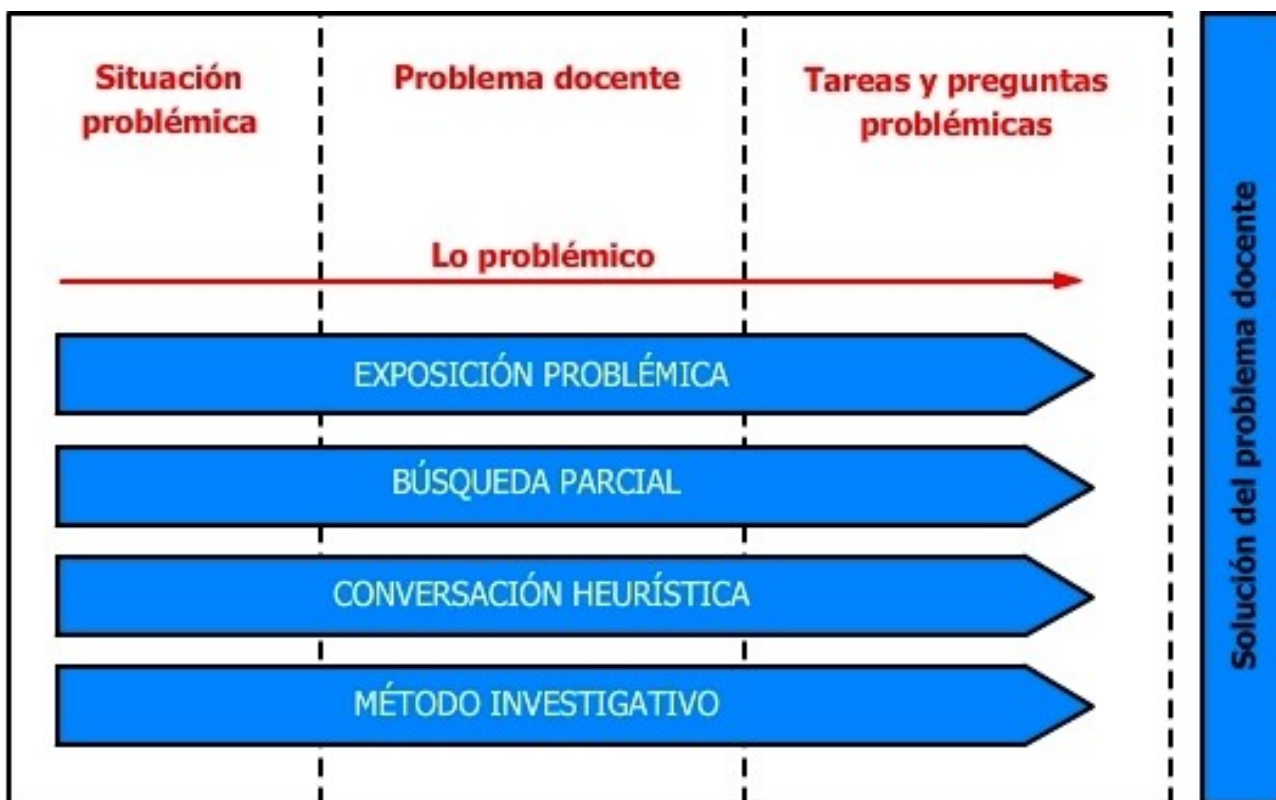 Situación
problémica
Problema docente
Tareas y preguntas
problémicas
Lo problémico
EXPOSICIÓN PROBLÉMICA
BÚSQUEDA PARCIAL
CONVERSACIÓN HEURÍSTICA
MÉTODO INVESTIGATIVO
Solución del problema docente